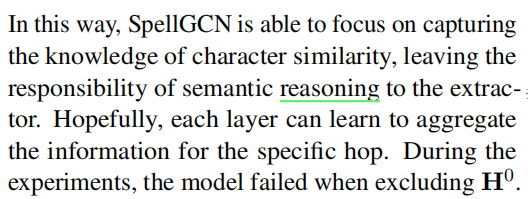 In this way, SpellGCN is able to focus on capturing
the knowledge of character similarity, leaving the
responsibility of semantic reasoning to the extrac-
tor. Hopefully, each layer can learn to aggregate
the information for the specific hop. During the
experiments, the model failed when excluding H⁰.